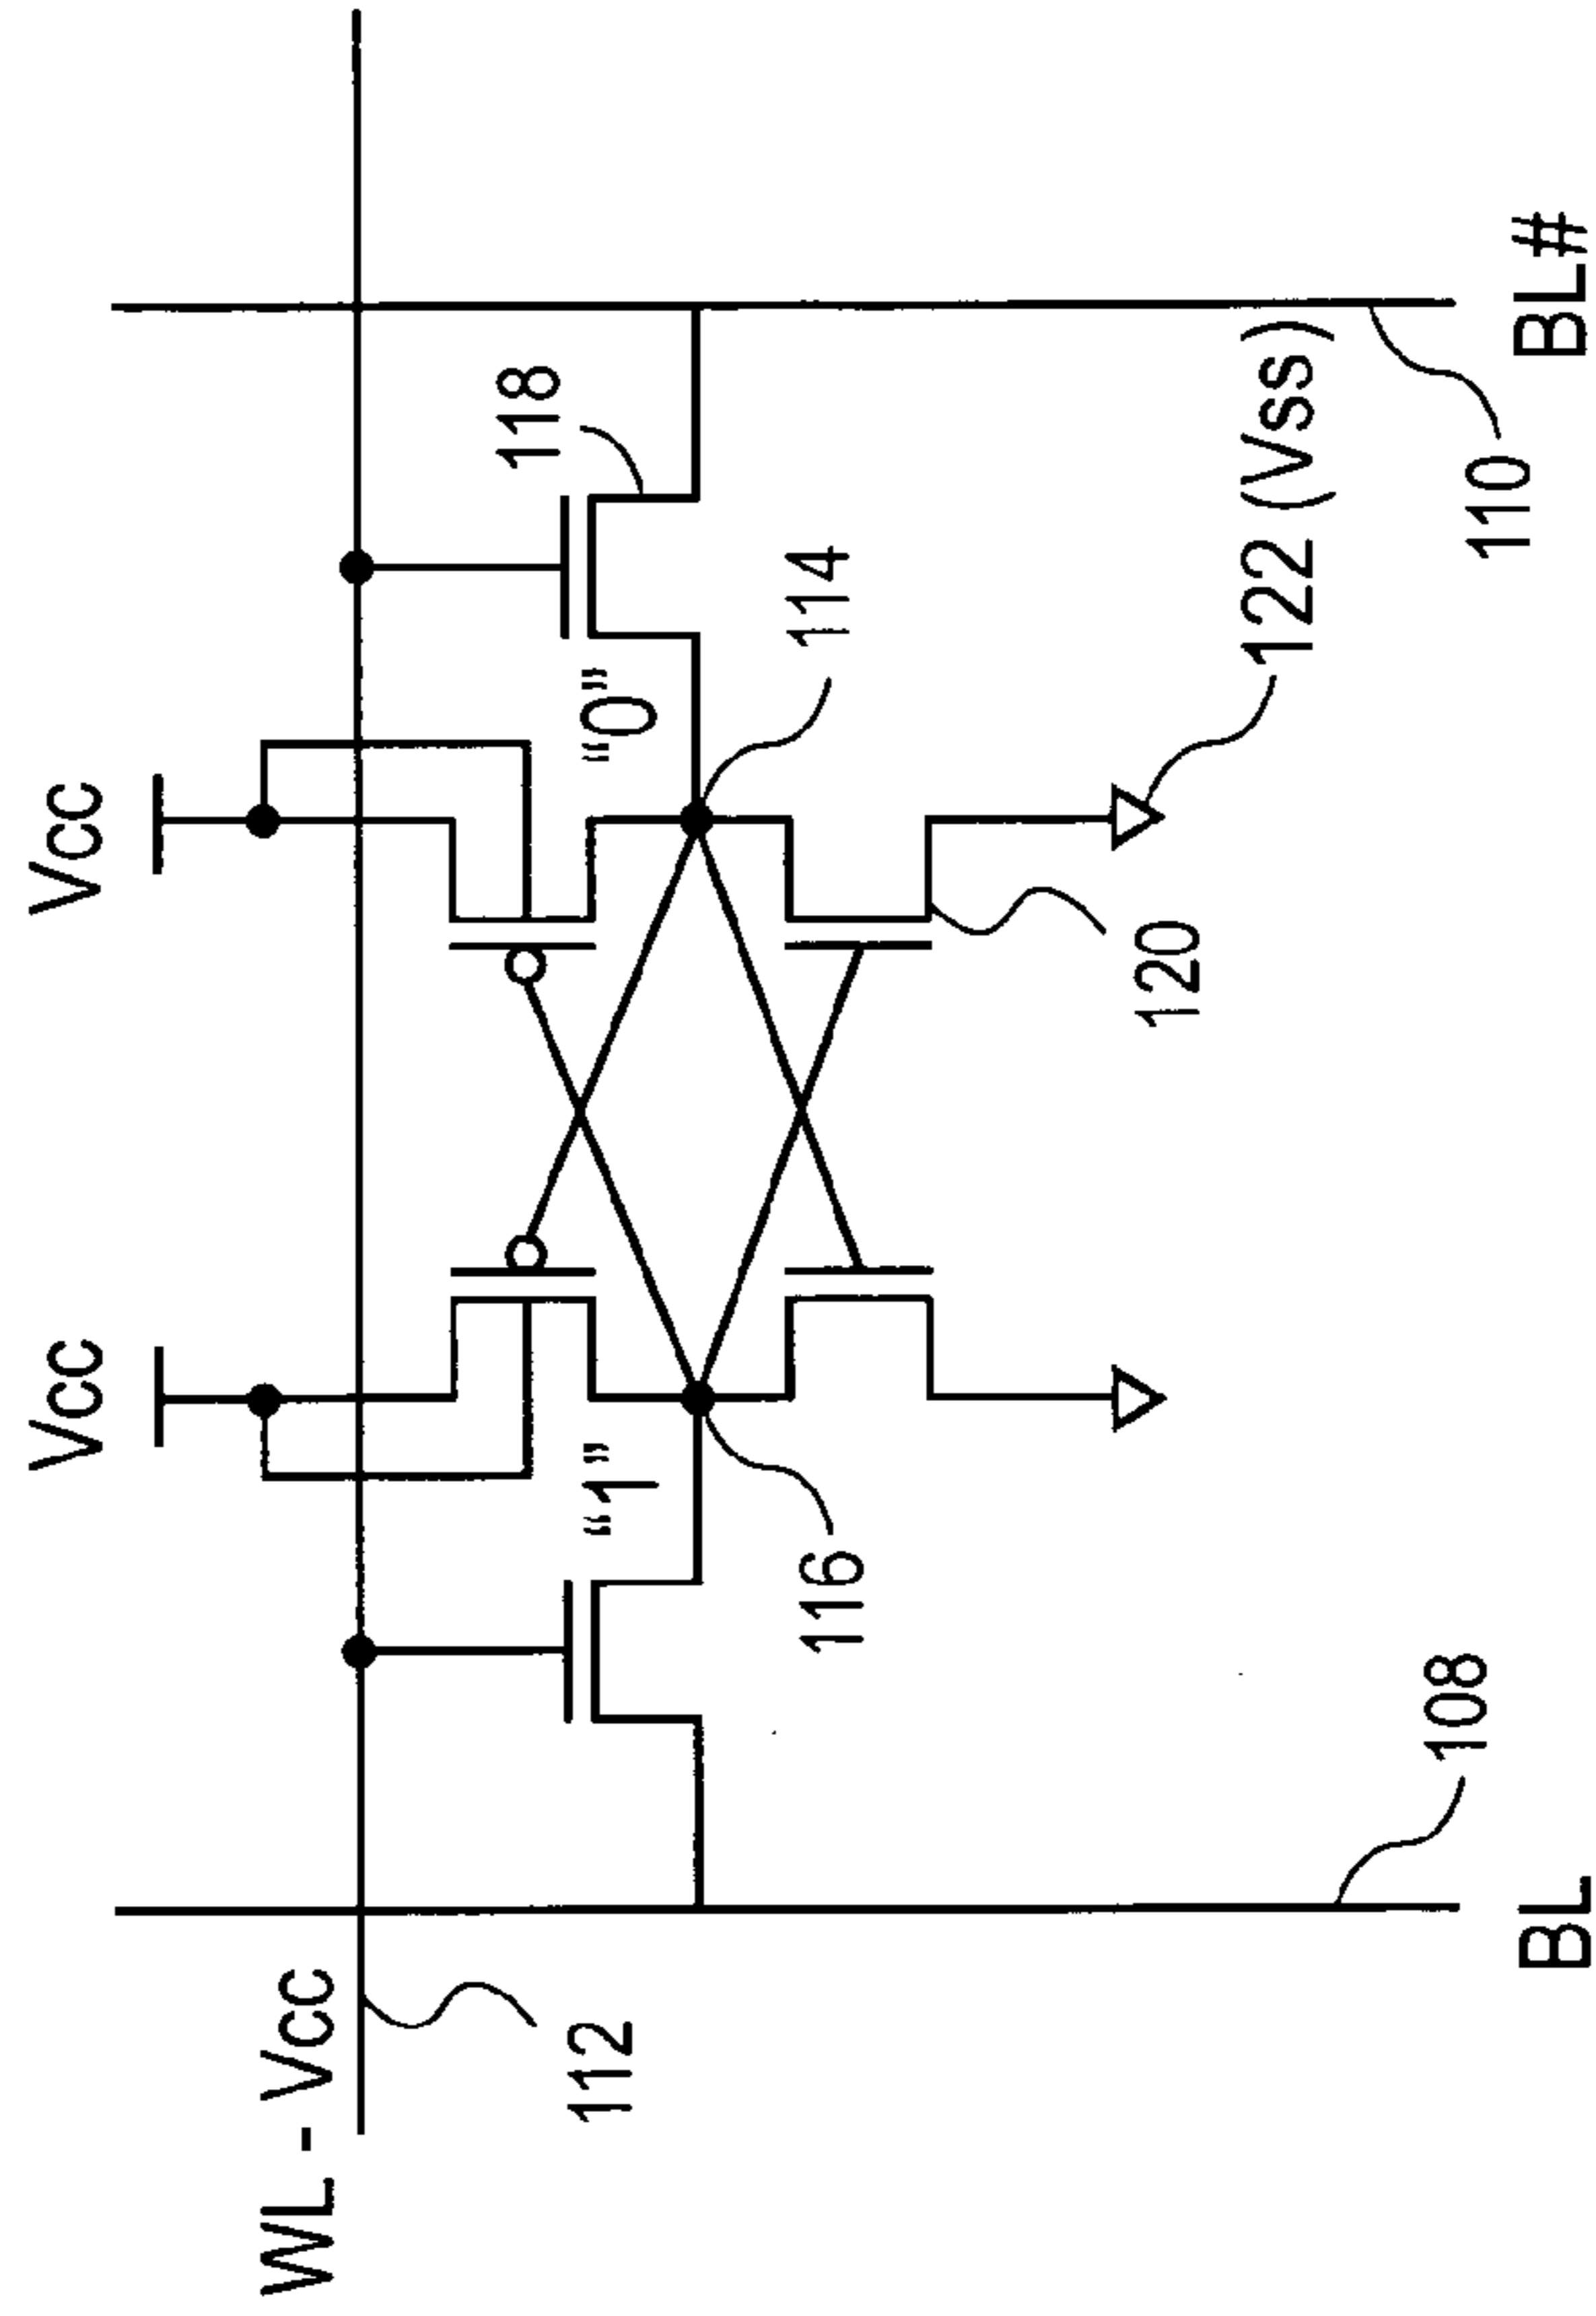 Vcc
Vcc
WL - Vcc
112
"1"
"0"
118
116
114
120
122 (Vss)
108
110
BL
BL#